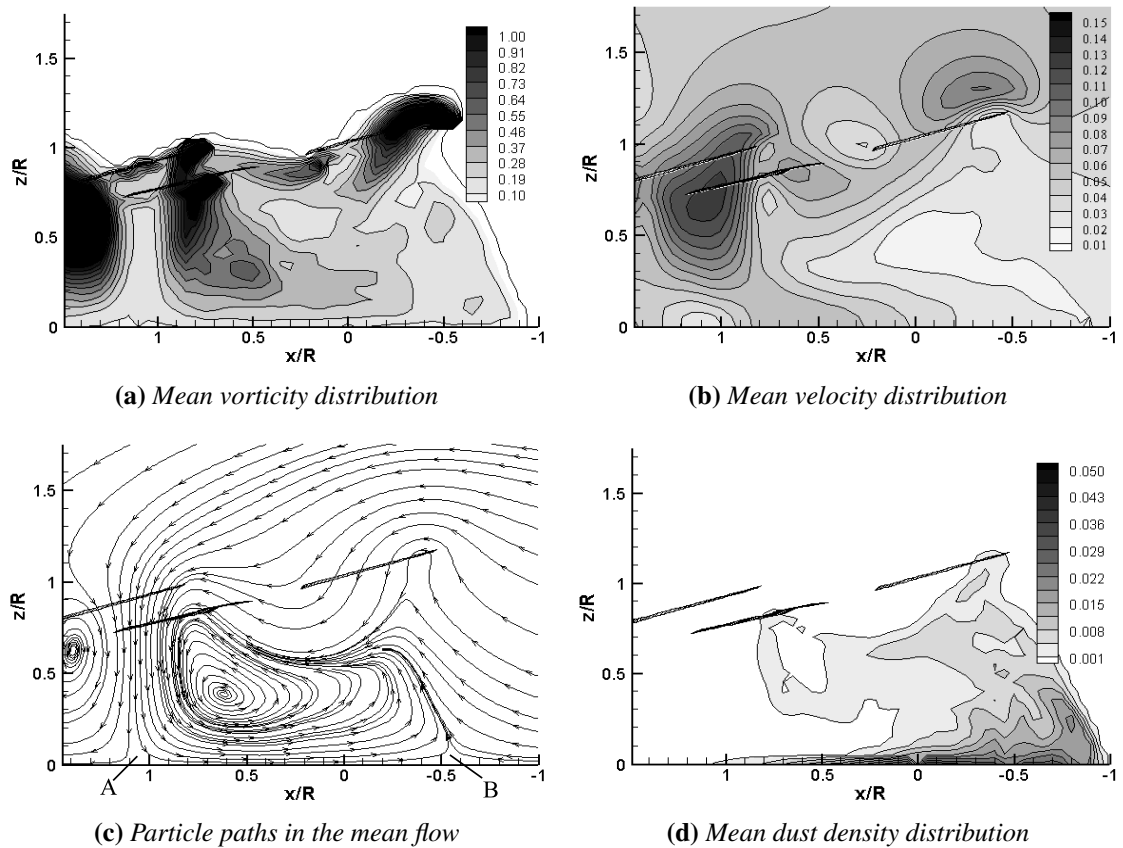 1.00
0.91
0.82
0.73
0.64
0.55
0.46
0.37
0.28
0.19
0.10
1.5
1
0.5
0
z/R
1 0.5 0 -0.5 -1
x/R
(a) Mean vorticity distribution
0.15
0.14
0.13
0.12
0.11
0.10
0.09
0.08
0.07
0.06
0.05
0.04
0.03
0.02
0.01
1.5
1
0.5
0
z/R
1 0.5 0 -0.5 -1
x/R
(b) Mean velocity distribution
1.5
1
0.5
0
z/R
1 0.5 0 -0.5 -1
A
B
x/R
(c) Particle paths in the mean flow
0.050
0.043
0.036
0.029
0.022
0.015
0.008
0.001
1.5
1
0.5
0
z/R
1 0.5 0 -0.5 -1
x/R
(d) Mean dust density distribution